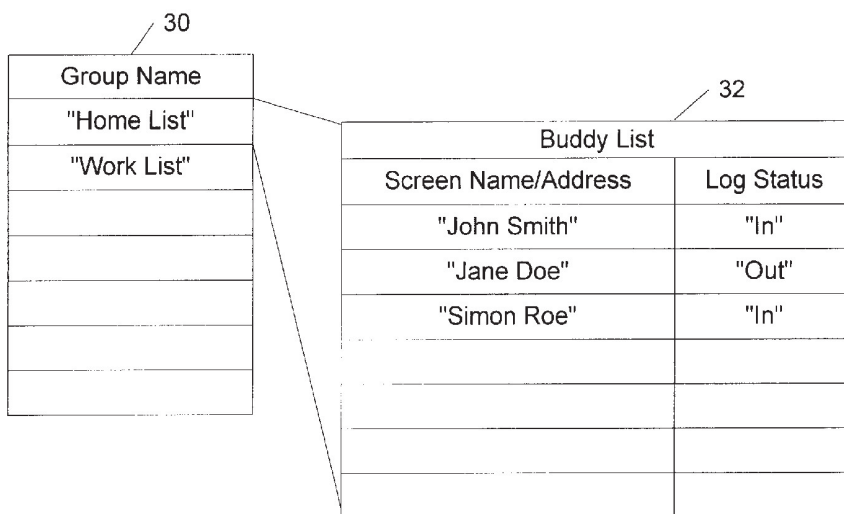 30
Group Name
"Home List"
"Work List"
32
Buddy List
Screen Name/Address Log Status
"John Smith" "In"
"Jane Doe" "Out"
"Simon Roe" "In"